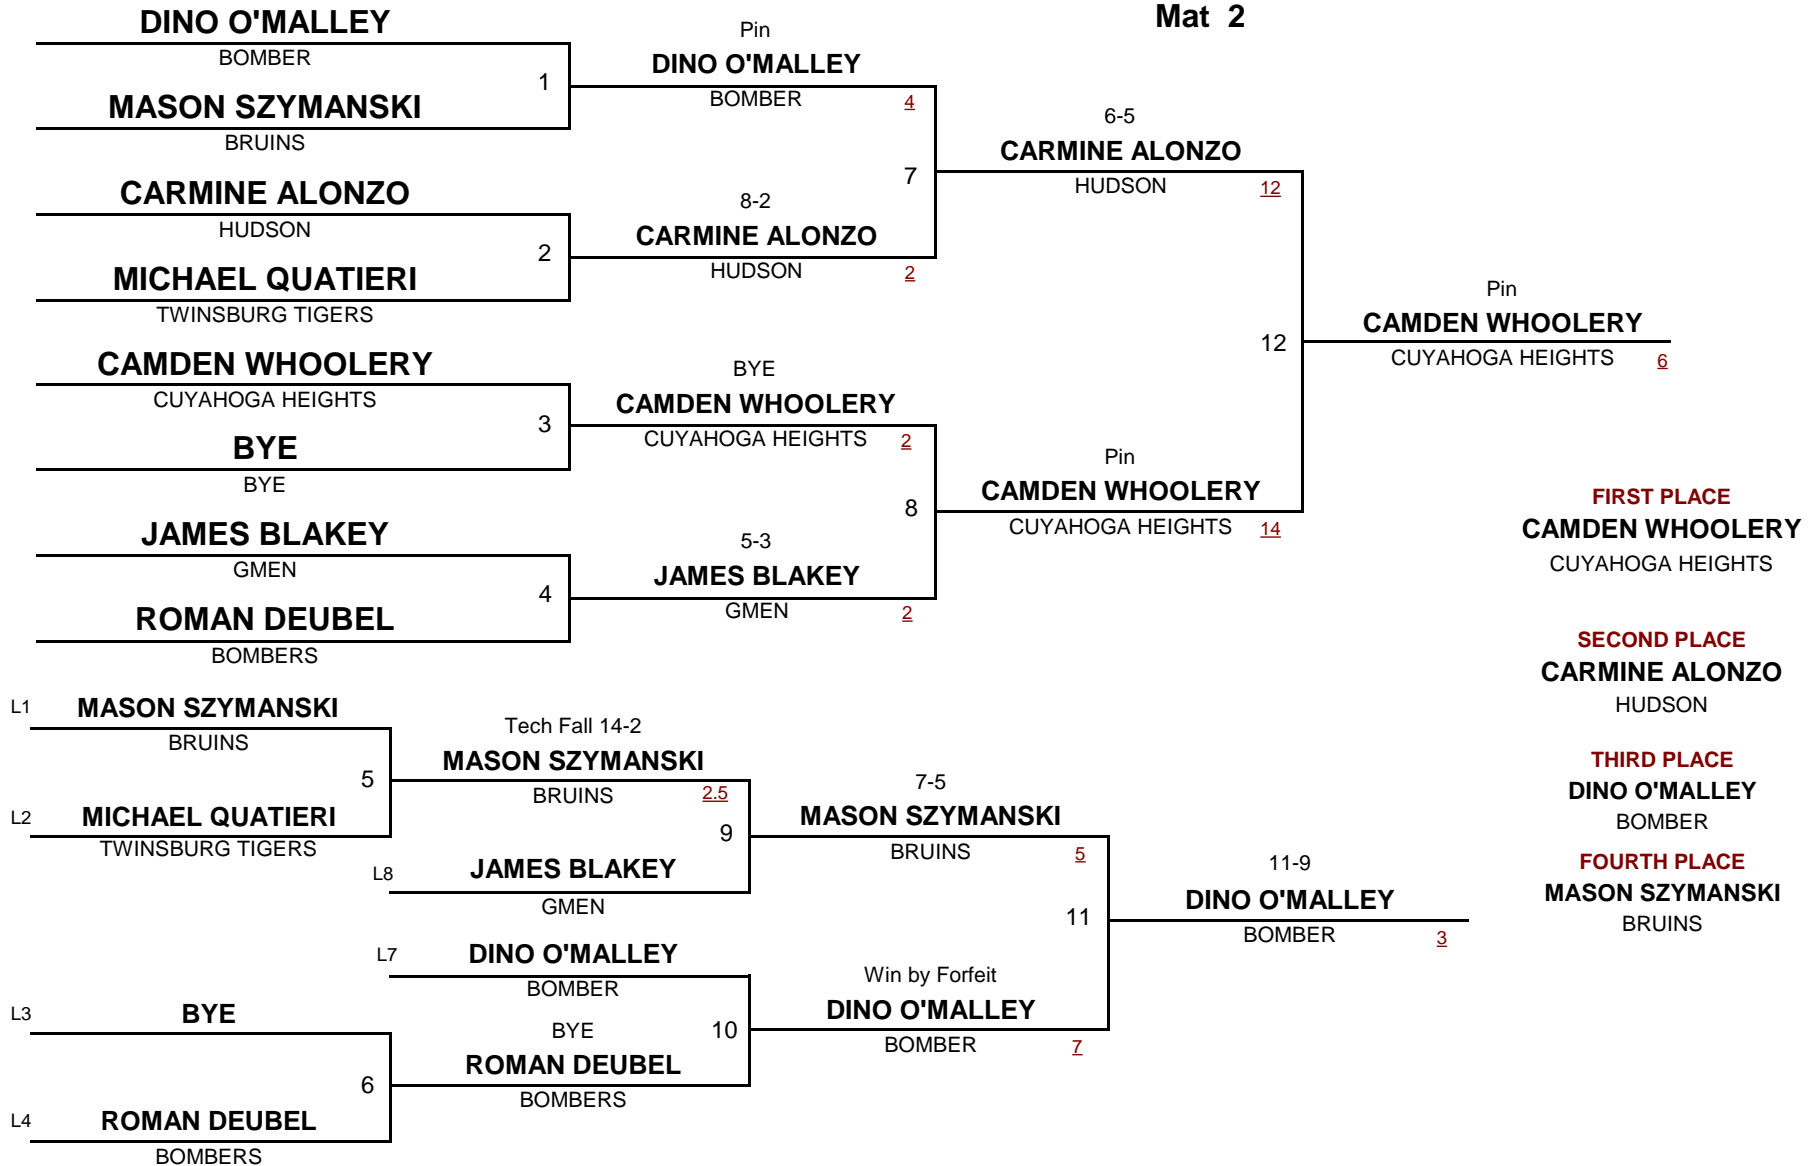 Mat 2
DINO O'MALLEY
BOMBER
1
MASON SZYMANSKI
BRUINS
CARMINE ALONZO
HUDSON
2
MICHAEL QUATIERI
TWINSBURG TIGERS
CAMDEN WHOOLERY
CUYAHOGA HEIGHTS
3
BYE
BYE
JAMES BLAKEY
GMEN
4
ROMAN DEUBEL
BOMBERS
Pin
DINO O'MALLEY
BOMBER 4
7
8-2
CARMINE ALONZO
HUDSON 2
BYE
CAMDEN WHOOLERY
CUYAHOGA HEIGHTS 2
8
5-3
JAMES BLAKEY
GMEN 2
6-5
CARMINE ALONZO
HUDSON 12
12
Pin
CAMDEN WHOOLERY
CUYAHOGA HEIGHTS 14
Pin
CAMDEN WHOOLERY
CUYAHOGA HEIGHTS 6
L1 MASON SZYMANSKI
BRUINS
5
L2 MICHAEL QUATIERI
TWINSBURG TIGERS
L3 BYE
6
L4 ROMAN DEUBEL
BOMBERS
Tech Fall 14-2
MASON SZYMANSKI
BRUINS 2.5
9
L8 JAMES BLAKEY
GMEN
L7 DINO O'MALLEY
BOMBER
10
BYE
ROMAN DEUBEL
BOMBERS
7-5
MASON SZYMANSKI
BRUINS 5
11
Win by Forfeit
DINO O'MALLEY
BOMBER 7
11-9
DINO O'MALLEY
BOMBER 3
FIRST PLACE
CAMDEN WHOOLERY
CUYAHOGA HEIGHTS
SECOND PLACE
CARMINE ALONZO
HUDSON
THIRD PLACE
DINO O'MALLEY
BOMBER
FOURTH PLACE
MASON SZYMANSKI
BRUINS